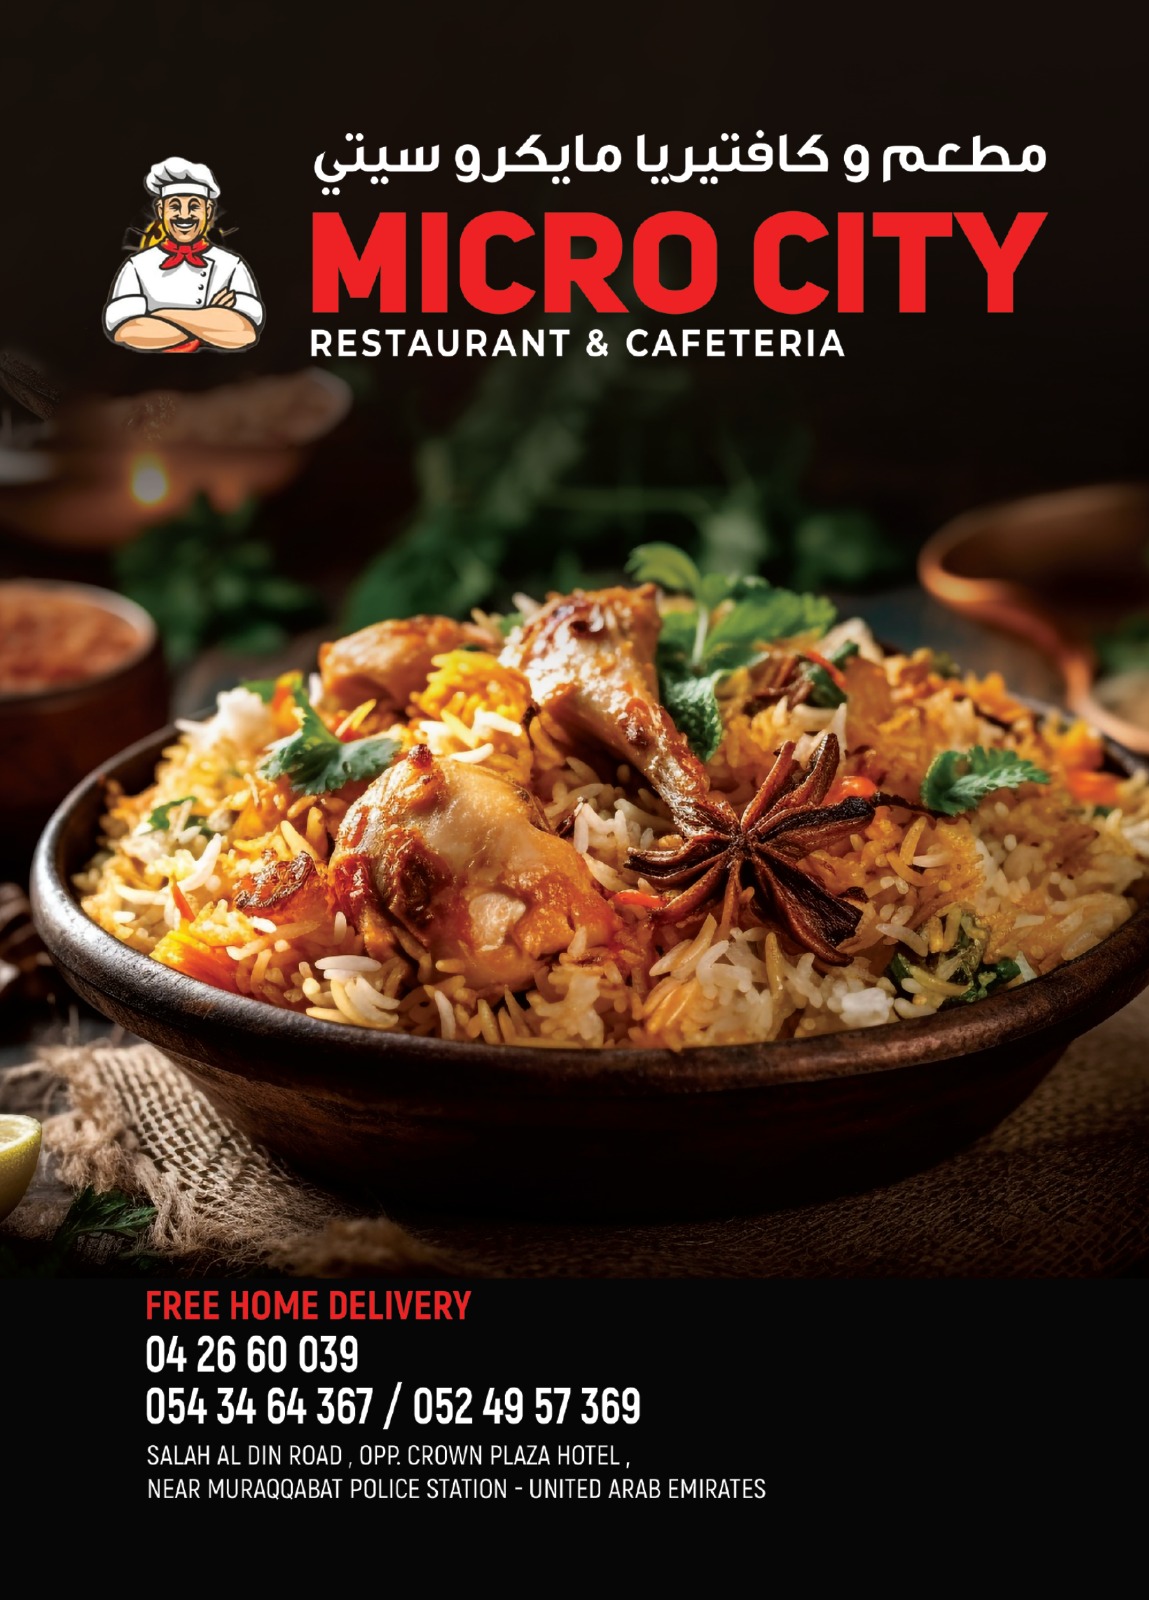 مطعم و كافتيريا مايكرو سيتي
MICRO CITY
RESTAURANT & CAFETERIA
FREE HOME DELIVERY
04 26 60 039
054 34 64 367 / 052 49 57 369
SALAH AL DIN ROAD , OPP. CROWN PLAZA HOTEL ,
NEAR MURAQQABAT POLICE STATION - UNITED ARAB EMIRATES